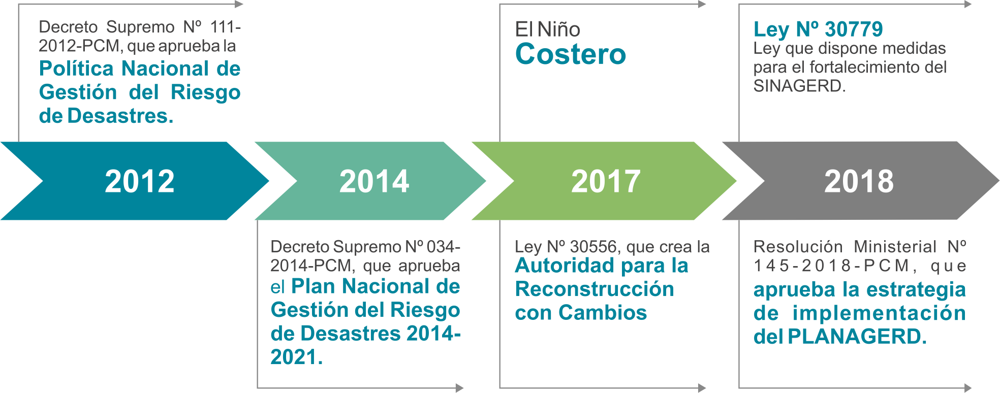 Decreto Supremo Nº 111-
2012-PCM, que aprueba la
Política Nacional de
Gestión del Riesgo
de Desastres.
El Niño
Costero
Ley Nº 30779
Ley que dispone medidas
para el fortalecimiento del
SINAGERD.
2012
2014
2017
2018
Decreto Supremo Nº 034-
2014-PCM, que aprueba
el Plan Nacional de
Gestión del Riesgo
de Desastres 2014-
2021.
Ley Nº 30556, que crea la
Autoridad para la
Reconstrucción
con Cambios
Resolución Ministerial Nº
145-2018-PCM, que
aprueba la estrategia
de implementación
del PLANAGERD.